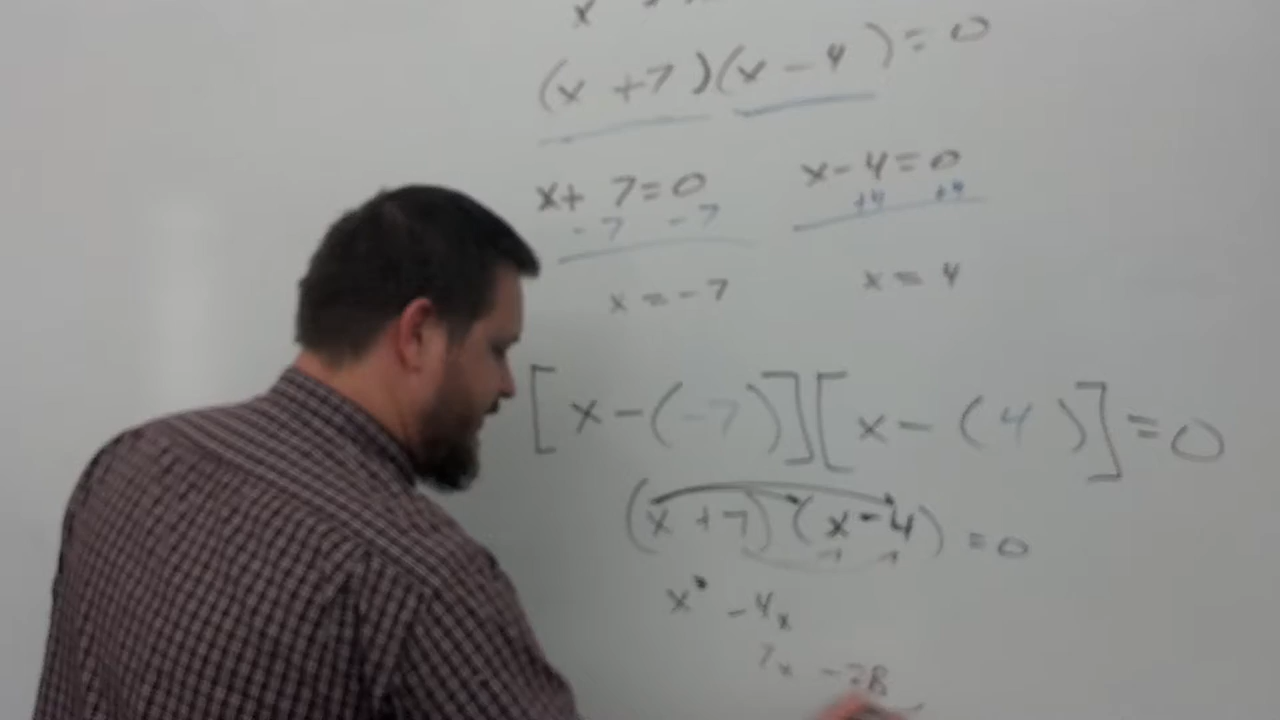 (x + 7)(x - 4) = 0
x + 7 = 0 x - 4 = 0
- 7 - 7 +4 +4
x = -7 x = 4
[x - (-7)][x - (4)] = 0
(x + 7)(x - 4) = 0
x² - 4x
7x - 28